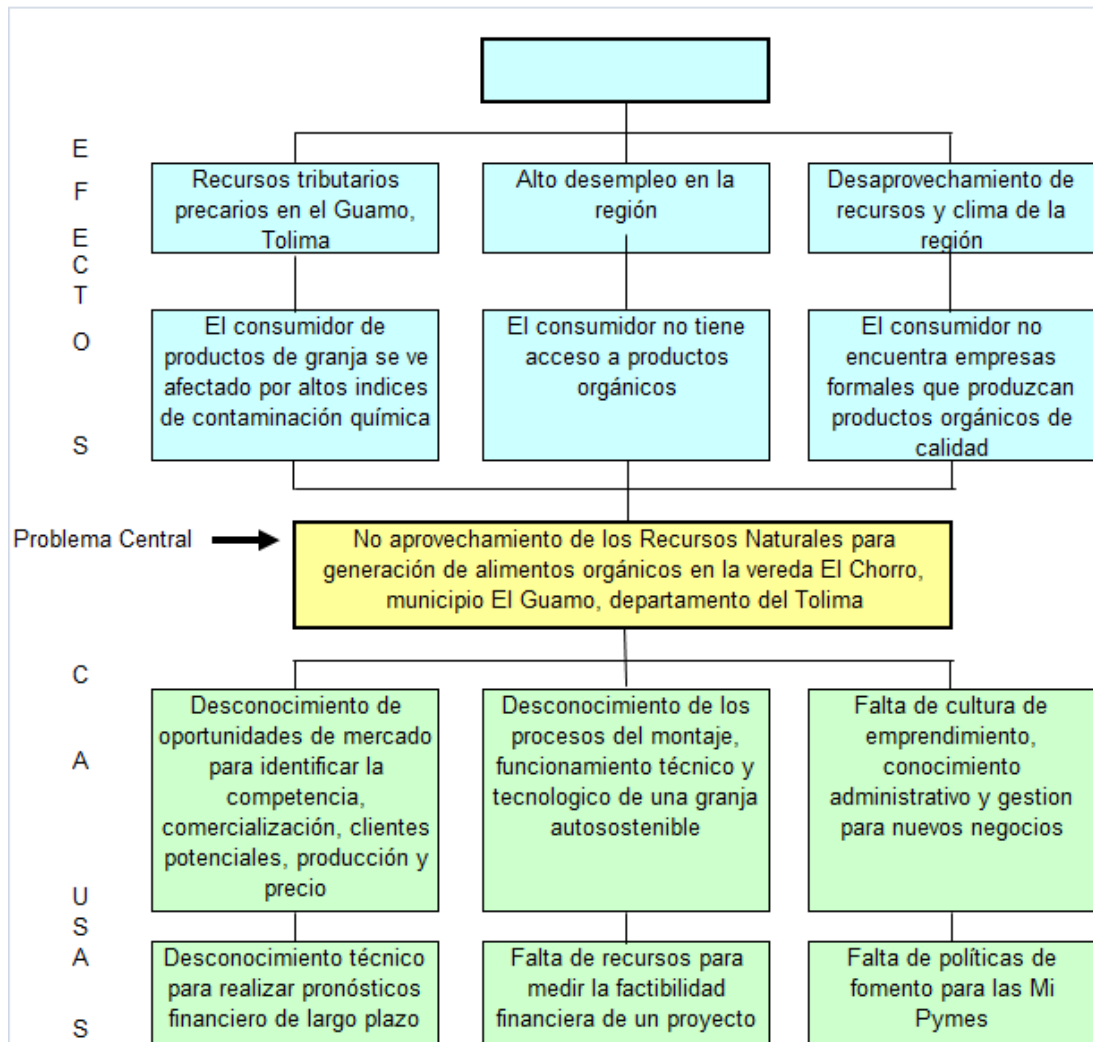 E
F
E
C
T
O
S
Recursos tributarios
precarios en el Guamo,
Tolima
Alto desempleo en la
región
Desaprovechamiento de
recursos y clima de la
región
El consumidor de
productos de granja se ve
afectado por altos indices
de contaminación química
El consumidor no tiene
acceso a productos
orgánicos
El consumidor no
encuentra empresas
formales que produzcan
productos orgánicos de
calidad
Problema Central
No aprovechamiento de los Recursos Naturales para
generación de alimentos orgánicos en la vereda El Chorro,
municipio El Guamo, departamento del Tolima
C
A
U
S
A
S
Desconocimiento de
oportunidades de mercado
para identificar la
competencia,
comercialización, clientes
potenciales, producción y
precio
Desconocimiento de los
procesos del montaje,
funcionamiento técnico y
tecnologico de una granja
autosostenible
Falta de cultura de
emprendimiento,
conocimiento
administrativo y gestion
para nuevos negocios
Desconocimiento técnico
para realizar pronósticos
financiero de largo plazo
Falta de recursos para
medir la factibilidad
financiera de un proyecto
Falta de políticas de
fomento para las Mi
Pymes